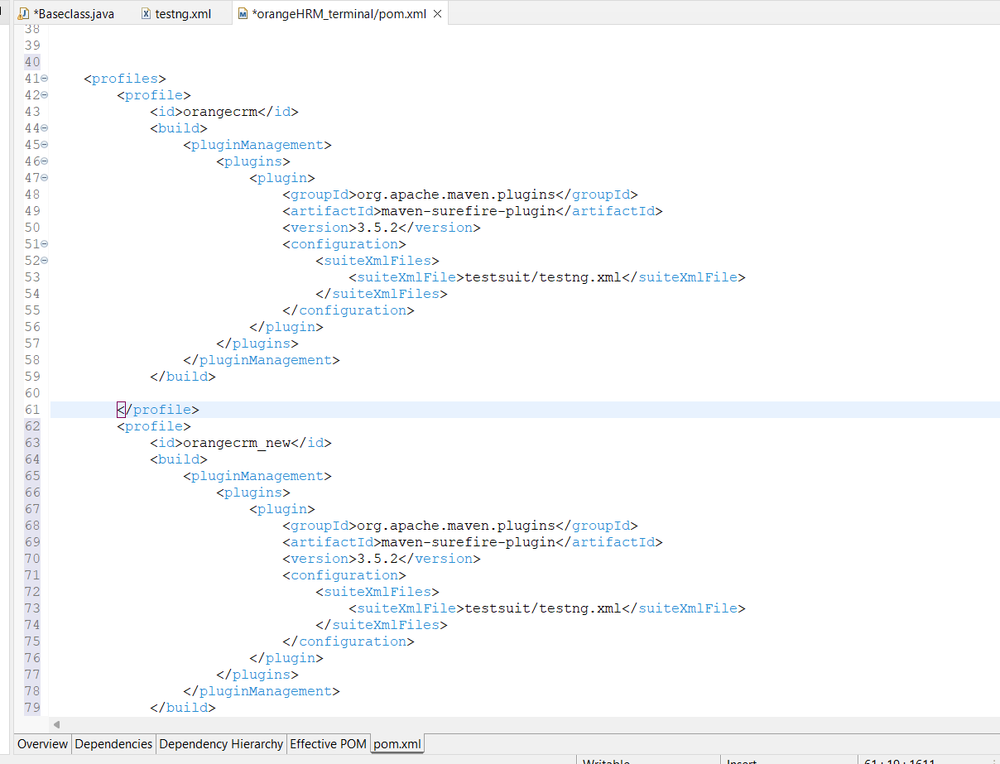 *Baseclass.java testng.xml *orangeHRM_terminal/pom.xml
38
39
40
41 <profiles>
42 <profile>
43 <id>orangecrm</id>
44 <build>
45 <pluginManagement>
46 <plugins>
47 <plugin>
48 <groupId>org.apache.maven.plugins</groupId>
49 <artifactId>maven-surefire-plugin</artifactId>
50 <version>3.5.2</version>
51 <configuration>
52 <suiteXmlFiles>
53 <suiteXmlFile>testsuit/testng.xml</suiteXmlFile>
54 </suiteXmlFiles>
55 </configuration>
56 </plugin>
57 </plugins>
58 </pluginManagement>
59 </build>
60
61 </profile>
62 <profile>
63 <id>orangecrm_new</id>
64 <build>
65 <pluginManagement>
66 <plugins>
67 <plugin>
68 <groupId>org.apache.maven.plugins</groupId>
69 <artifactId>maven-surefire-plugin</artifactId>
70 <version>3.5.2</version>
71 <configuration>
72 <suiteXmlFiles>
73 <suiteXmlFile>testsuit/testng.xml</suiteXmlFile>
74 </suiteXmlFiles>
75 </configuration>
76 </plugin>
77 </plugins>
78 </pluginManagement>
79 </build>
Overview Dependencies Dependency Hierarchy Effective POM pom.xml
Writable Insert 61 : 19 : 1611